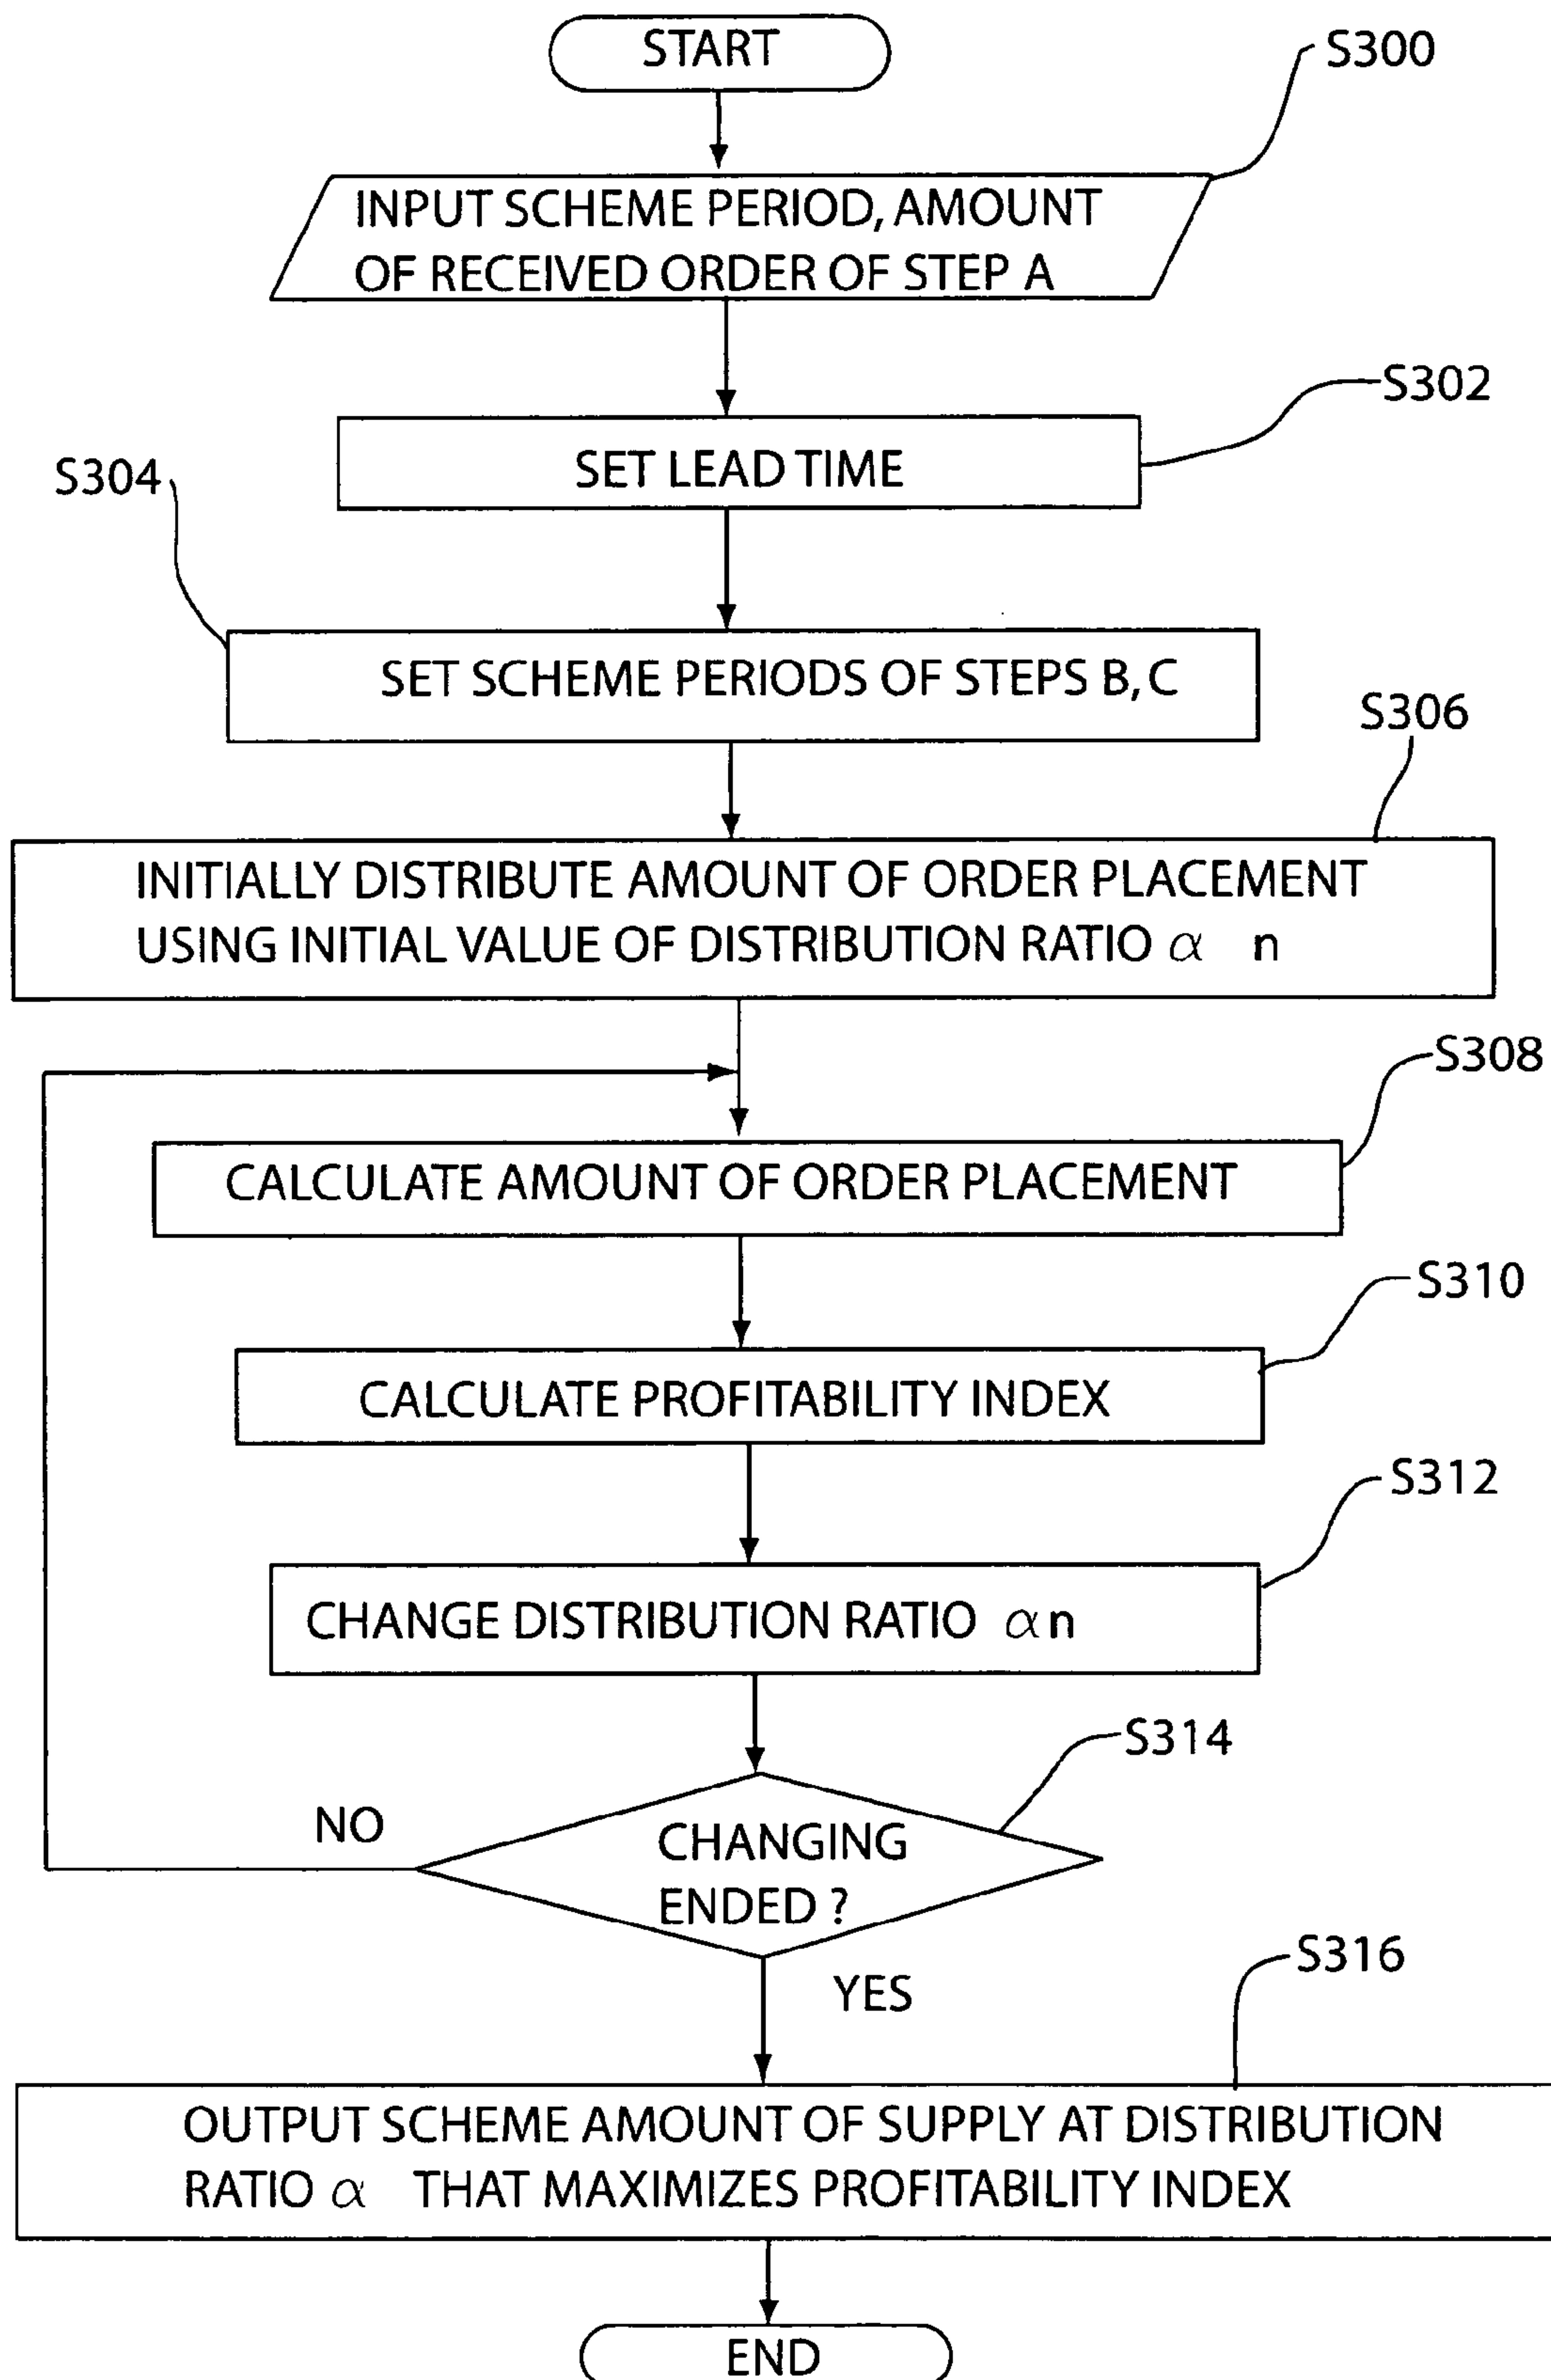 START
S300
INPUT SCHEME PERIOD, AMOUNT
OF RECEIVED ORDER OF STEP A
S302
SET LEAD TIME
S304
SET SCHEME PERIODS OF STEPS B, C
S306
INITIALLY DISTRIBUTE AMOUNT OF ORDER PLACEMENT
USING INITIAL VALUE OF DISTRIBUTION RATIO α n
S308
CALCULATE AMOUNT OF ORDER PLACEMENT
S310
CALCULATE PROFITABILITY INDEX
S312
CHANGE DISTRIBUTION RATIO αn
S314
NO
CHANGING
ENDED ?
YES
S316
OUTPUT SCHEME AMOUNT OF SUPPLY AT DISTRIBUTION
RATIO α THAT MAXIMIZES PROFITABILITY INDEX
END